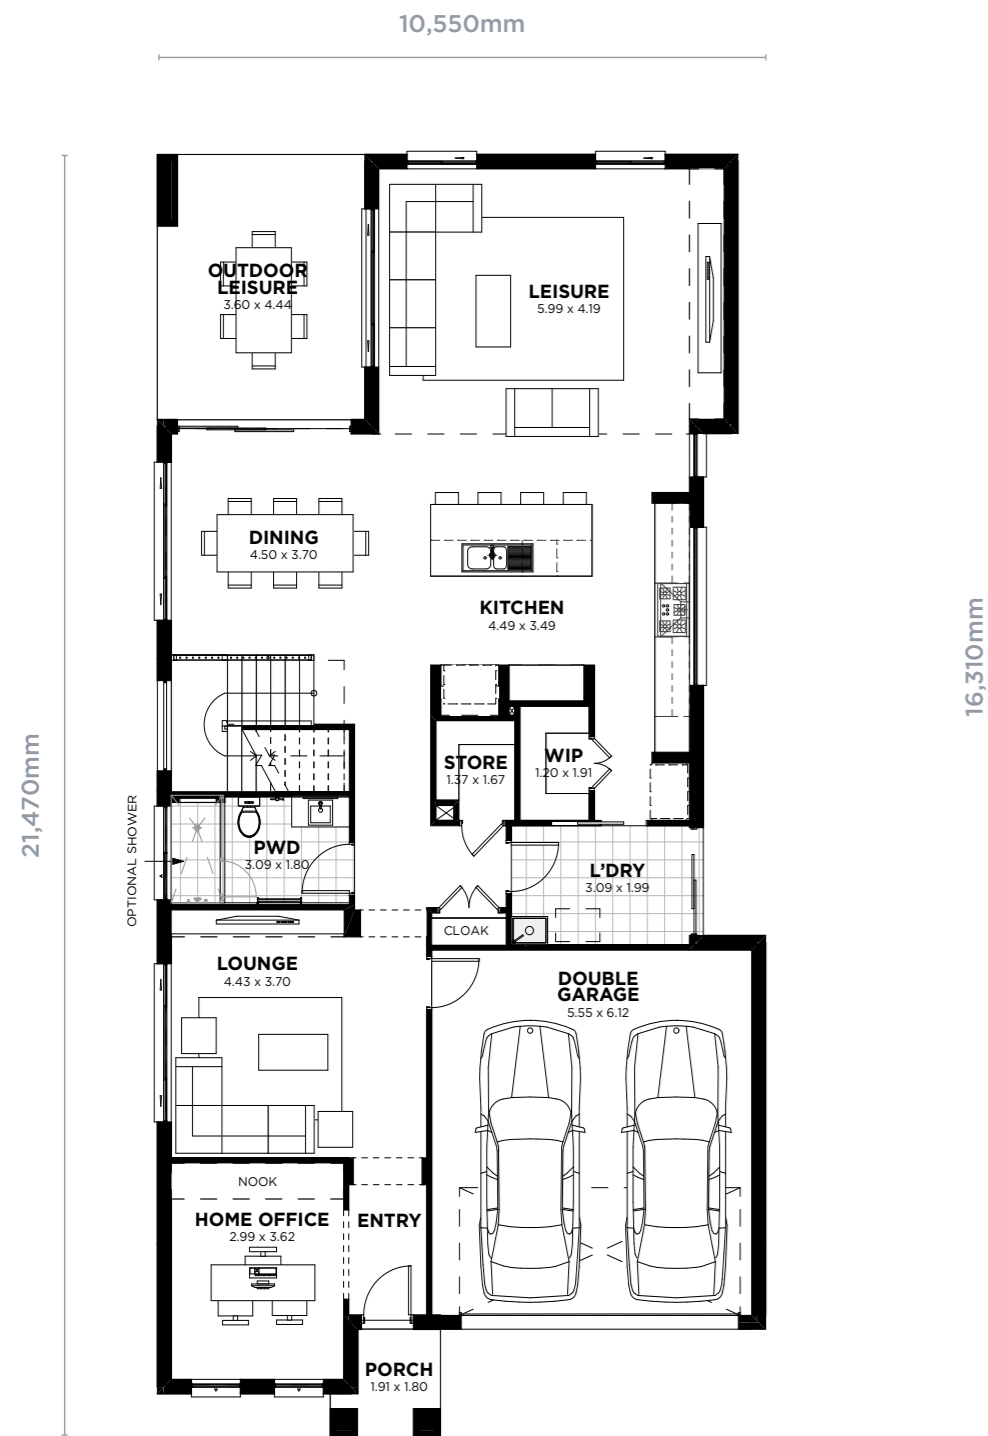 10,550mm
OUTDOOR
LEISURE
3.60 x 4.44
LEISURE
5.99 x 4.19
DINING
4.50 x 3.70
KITCHEN
4.49 x 3.49
16,310mm
21,470mm
STORE
1.37 x 1.67
WIP
1.20 x 1.91
OPTIONAL SHOWER
PWD
3.09 x 1.80
L'DRY
3.09 x 1.99
CLOAK
LOUNGE
4.43 x 3.70
DOUBLE
GARAGE
5.55 x 6.12
NOOK
HOME OFFICE
2.99 x 3.62
ENTRY
PORCH
1.91 x 1.80